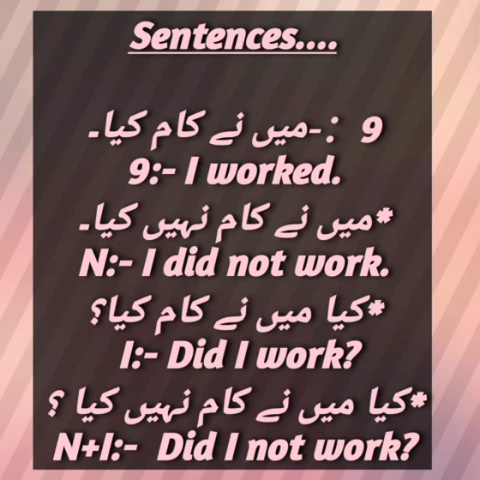 Sentences....
9 :-میں نے کام کیا۔
9:- I worked.
*میں نے کام نہیں کیا۔
N:- I did not work.
*کیا میں نے کام کیا؟
I:- Did I work?
*کیا میں نے کام نہیں کیا ؟
N+I:- Did I not work?